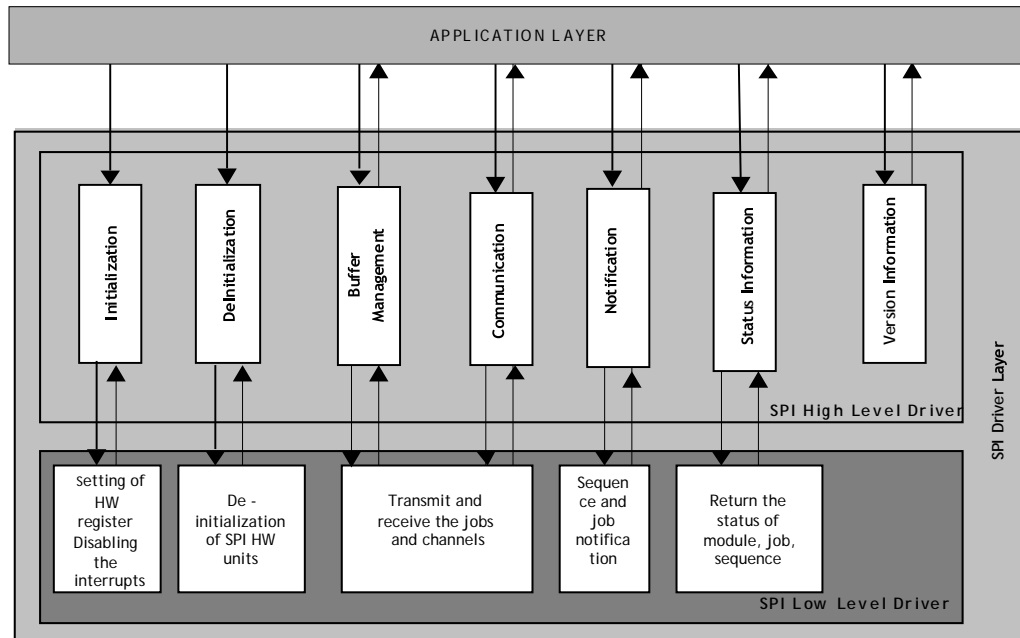 APPLICATION LAYER
Initialization
DeInitialization
Buffer
Management
Communication
Notification
Status Information
Version Information
SPI High Level Driver
SPI Driver Layer
Setting of
HW
register
Disabling
the
interrupts
De -
initialization
of SPI HW
units
Transmit and
receive the jobs
and channels
Sequen
ce and
job
notifica
tion
Return the
status of
module, job,
sequence
SPI Low Level Driver